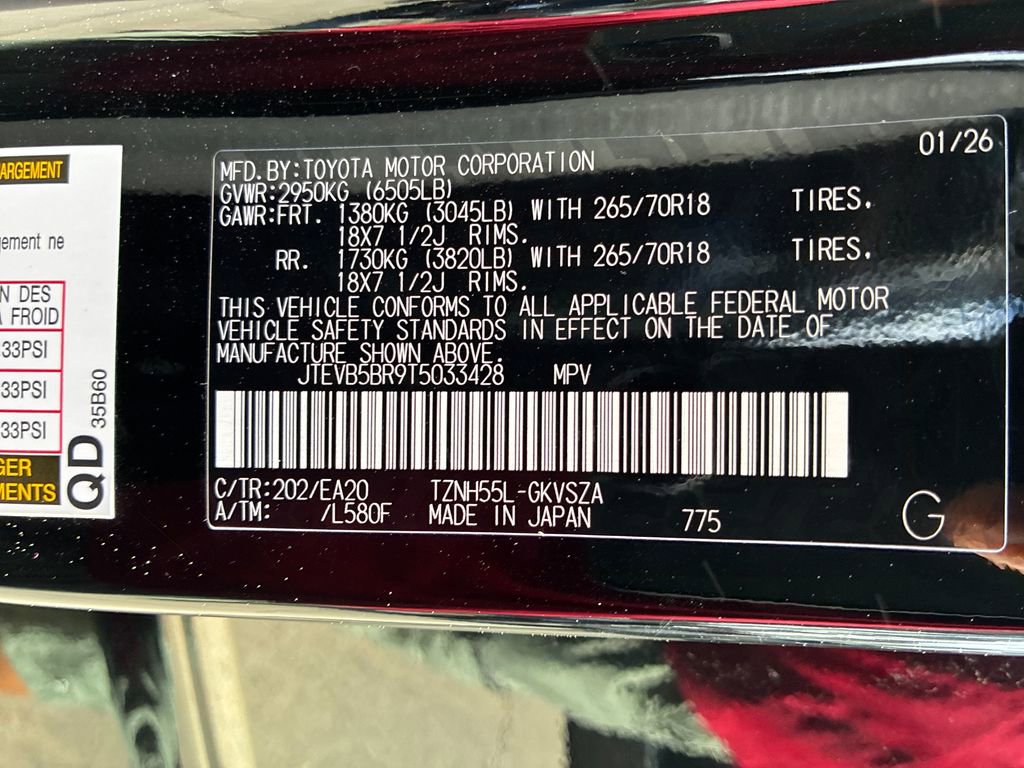 ARGEMENT
gement ne
N DES
FROID
33PSI
33PSI
33PSI
GER
MENTS
QD 35B60
01/26
MFD.BY:TOYOTA MOTOR CORPORATION
GVWR:2950KG (6505LB)
GAWR:FRT. 1380KG (3045LB) WITH 265/70R18 TIRES.
18X7 1/2J RIMS.
RR. 1730KG (3820LB) WITH 265/70R18 TIRES.
18X7 1/2J RIMS.
THIS VEHICLE CONFORMS TO ALL APPLICABLE FEDERAL MOTOR
VEHICLE SAFETY STANDARDS IN EFFECT ON THE DATE OF
MANUFACTURE SHOWN ABOVE.
JTEVB5BR9T5033428 MPV
C/TR:202/EA20 TZNH55L-GKVSZA
A/TM: /L580F MADE IN JAPAN 775 G